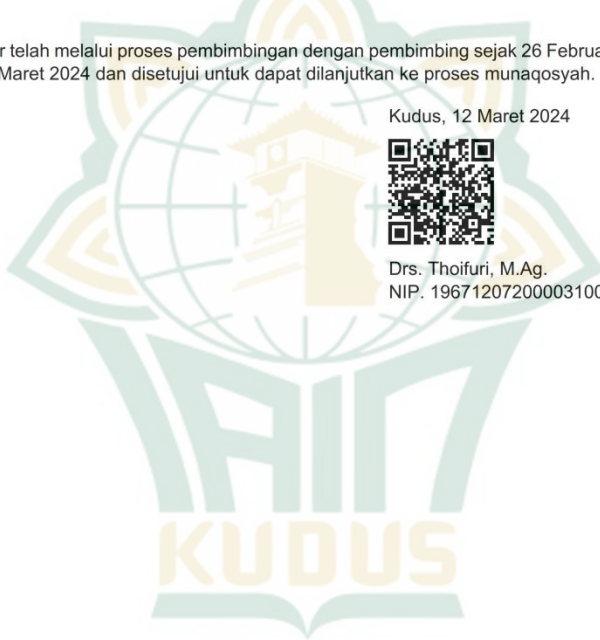 r telah melalui proses pembimbingan dengan pembimbing sejak 26 Februa
Maret 2024 dan disetujui untuk dapat dilanjutkan ke proses munaqosyah.
Kudus, 12 Maret 2024
Drs. Thoifuri, M.Ag.
NIP. 19671207200003100
IAIN
KUDUS